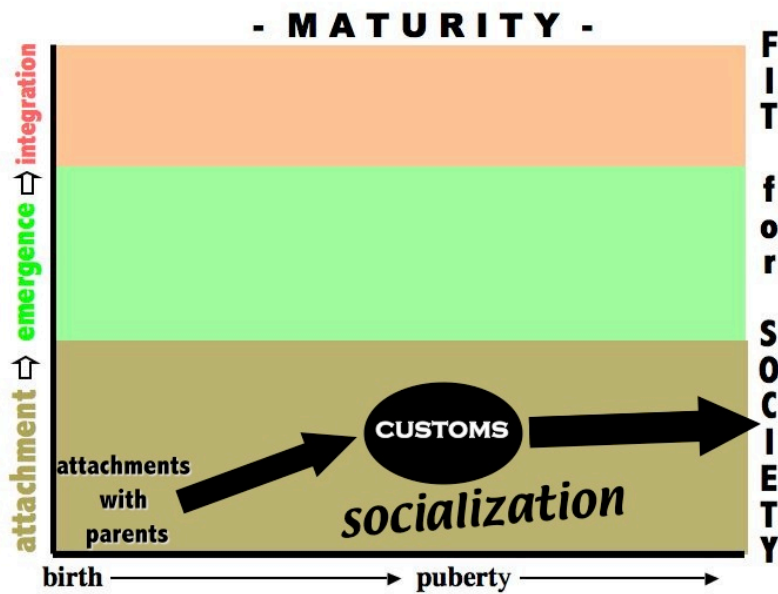 - MATURITY -
integration
emergence
attachment
FIT for SOCIETY
CUSTOMS
attachments
with
parents
socialization
birth
puberty